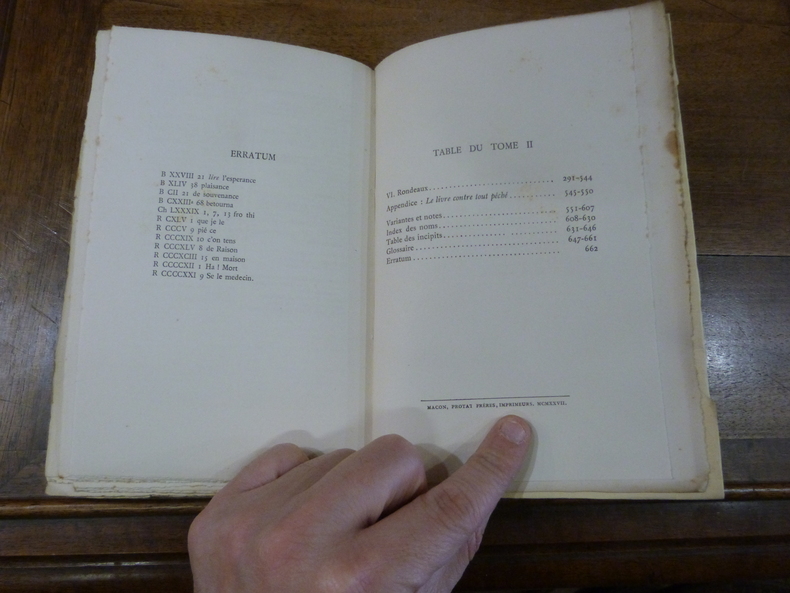 ERRATUM
B XXVIII 21 lire l'esperance
B XLIV 38 plaisance
B CII 21 de souvenance
B CXXIIIª 68 betourna
Ch LXXXIX 1, 7, 13 fro thi
R CXLV 1 que je le
R CCCV 9 piè ce
R CCCXIX 10 c'on tens
R CCCXLV 8 de Raison
R CCCXCIII 13 en maison
R CCCCXII 1 Ha ! Mort
R CCCCXXI 9 Se le medecin.
TABLE DU TOME II
VI. Rondeaux 291-544
Appendice : Le livre contre tout péché 545-550
Variantes et notes 551-607
Index des noms 608-630
Table des incipits 631-646
Glossaire 647-661
Erratum 662
MACON, PROTAT FRÈRES, IMPRIMEURS. MCMXXVII.